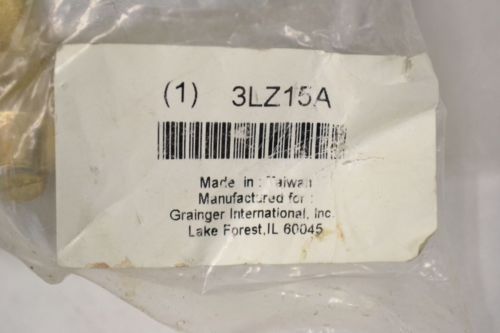 (1) 3LZ15A
Made in : Taiwan
Manufactured for :
Grainger International, Inc.
Lake Forest,IL 60045